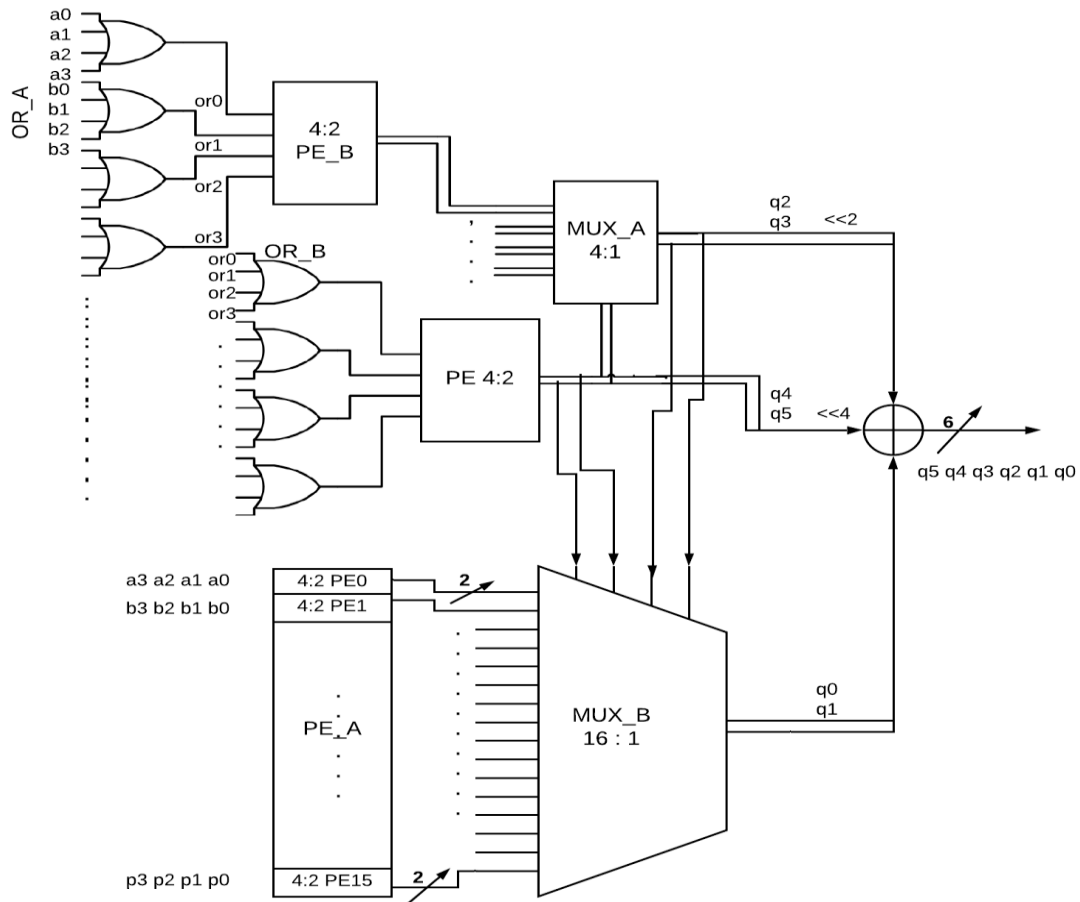 a0
a1
a2
a3
b0
b1
b2
b3
OR_A
or0
or1
or2
or3
4:2
PE_B
OR_B
or0
or1
or2
or3
MUX_A
4:1
q2
q3 <<2
PE 4:2
q4
q5 <<4
6
q5 q4 q3 q2 q1 q0
a3 a2 a1 a0
4:2 PE0
2
b3 b2 b1 b0
4:2 PE1
PE_A
MUX_B
16 : 1
q0
q1
p3 p2 p1 p0
4:2 PE15
2